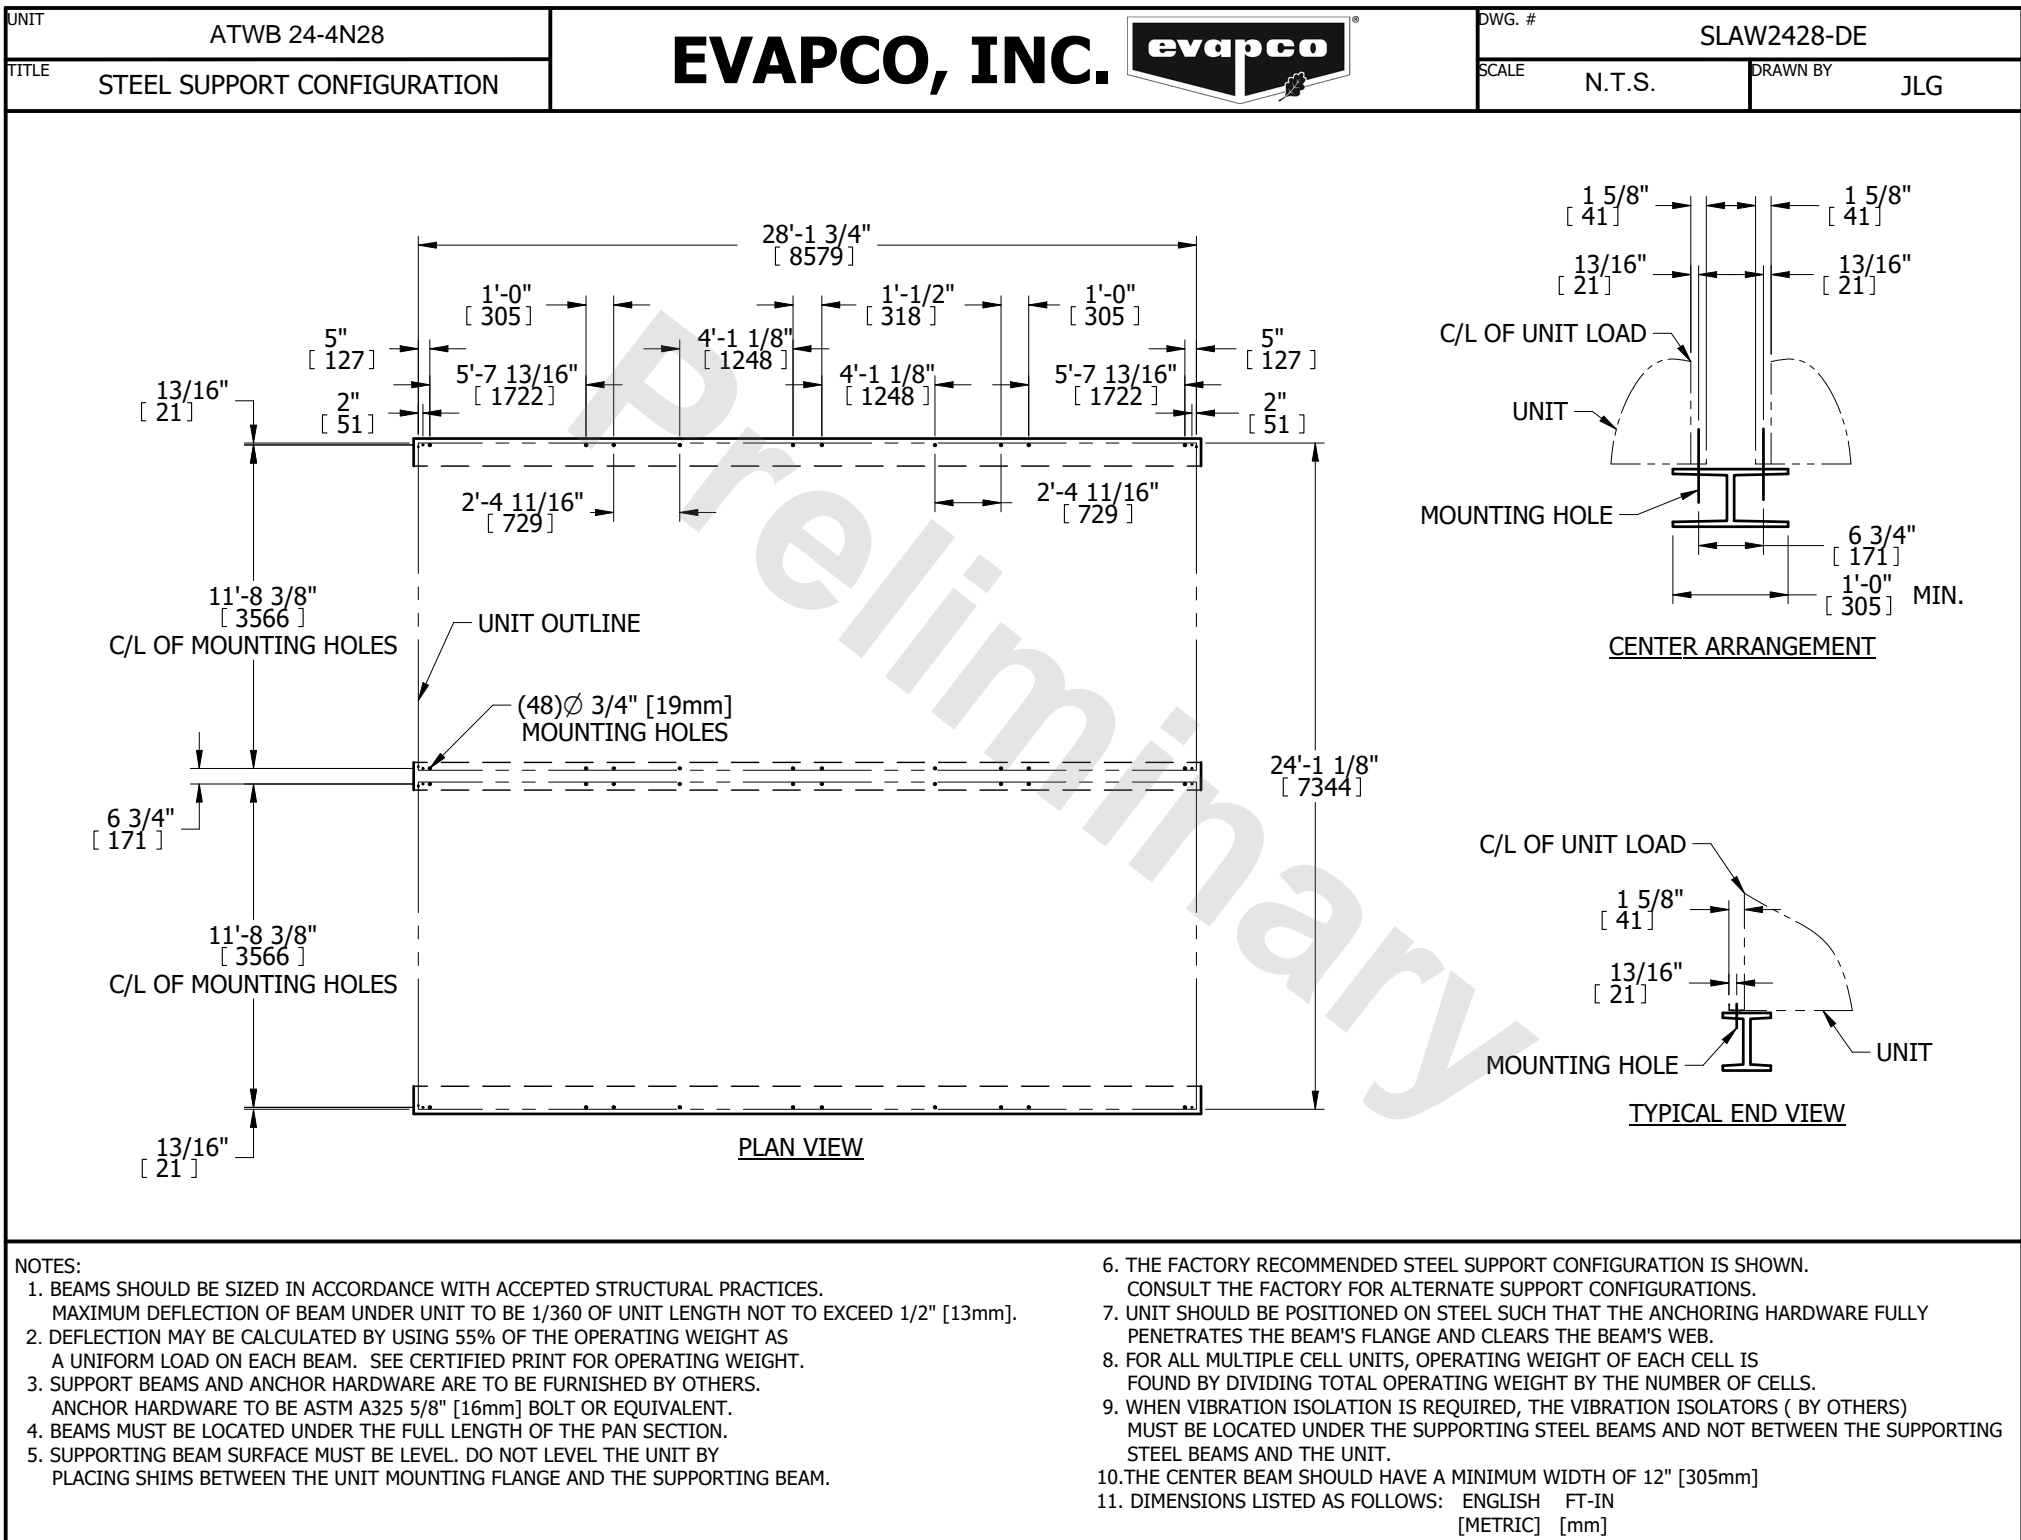 UNIT
ATWB 24-4N28
TITLE
STEEL SUPPORT CONFIGURATION
EVAPCO, INC.
evapco
®
DWG. #
SLAW2428-DE
SCALE
N.T.S.
DRAWN BY
JLG
28'-1 3/4"
[ 8579 ]
1'-0"
[ 305 ]
1'-1/2"
[ 318 ]
1'-0"
[ 305 ]
5"
[ 127 ]
4'-1 1/8"
[ 1248 ]
5"
[ 127 ]
5'-7 13/16"
[ 1722 ]
4'-1 1/8"
[ 1248 ]
5'-7 13/16"
[ 1722 ]
13/16"
[ 21 ]
2"
[ 51 ]
2"
[ 51 ]
2'-4 11/16"
[ 729 ]
2'-4 11/16"
[ 729 ]
11'-8 3/8"
[ 3566 ]
C/L OF MOUNTING HOLES
UNIT OUTLINE
(48)Ø 3/4" [19mm]
MOUNTING HOLES
6 3/4"
[ 171 ]
24'-1 1/8"
[ 7344 ]
11'-8 3/8"
[ 3566 ]
C/L OF MOUNTING HOLES
13/16"
[ 21 ]
PLAN VIEW
Preliminary
1 5/8"
[ 41 ]
1 5/8"
[ 41 ]
13/16"
[ 21 ]
13/16"
[ 21 ]
C/L OF UNIT LOAD
UNIT
MOUNTING HOLE
6 3/4"
[ 171 ]
1'-0"
[ 305 ] MIN.
CENTER ARRANGEMENT
C/L OF UNIT LOAD
1 5/8"
[ 41 ]
13/16"
[ 21 ]
MOUNTING HOLE
UNIT
TYPICAL END VIEW
NOTES:
1. BEAMS SHOULD BE SIZED IN ACCORDANCE WITH ACCEPTED STRUCTURAL PRACTICES.
MAXIMUM DEFLECTION OF BEAM UNDER UNIT TO BE 1/360 OF UNIT LENGTH NOT TO EXCEED 1/2" [13mm].
2. DEFLECTION MAY BE CALCULATED BY USING 55% OF THE OPERATING WEIGHT AS
A UNIFORM LOAD ON EACH BEAM. SEE CERTIFIED PRINT FOR OPERATING WEIGHT.
3. SUPPORT BEAMS AND ANCHOR HARDWARE ARE TO BE FURNISHED BY OTHERS.
ANCHOR HARDWARE TO BE ASTM A325 5/8" [16mm] BOLT OR EQUIVALENT.
4. BEAMS MUST BE LOCATED UNDER THE FULL LENGTH OF THE PAN SECTION.
5. SUPPORTING BEAM SURFACE MUST BE LEVEL. DO NOT LEVEL THE UNIT BY
PLACING SHIMS BETWEEN THE UNIT MOUNTING FLANGE AND THE SUPPORTING BEAM.
6. THE FACTORY RECOMMENDED STEEL SUPPORT CONFIGURATION IS SHOWN.
CONSULT THE FACTORY FOR ALTERNATE SUPPORT CONFIGURATIONS.
7. UNIT SHOULD BE POSITIONED ON STEEL SUCH THAT THE ANCHORING HARDWARE FULLY
PENETRATES THE BEAM'S FLANGE AND CLEARS THE BEAM'S WEB.
8. FOR ALL MULTIPLE CELL UNITS, OPERATING WEIGHT OF EACH CELL IS
FOUND BY DIVIDING TOTAL OPERATING WEIGHT BY THE NUMBER OF CELLS.
9. WHEN VIBRATION ISOLATION IS REQUIRED, THE VIBRATION ISOLATORS ( BY OTHERS)
MUST BE LOCATED UNDER THE SUPPORTING STEEL BEAMS AND NOT BETWEEN THE SUPPORTING
STEEL BEAMS AND THE UNIT.
10.THE CENTER BEAM SHOULD HAVE A MINIMUM WIDTH OF 12" [305mm]
11. DIMENSIONS LISTED AS FOLLOWS: ENGLISH FT-IN
[METRIC] [mm]